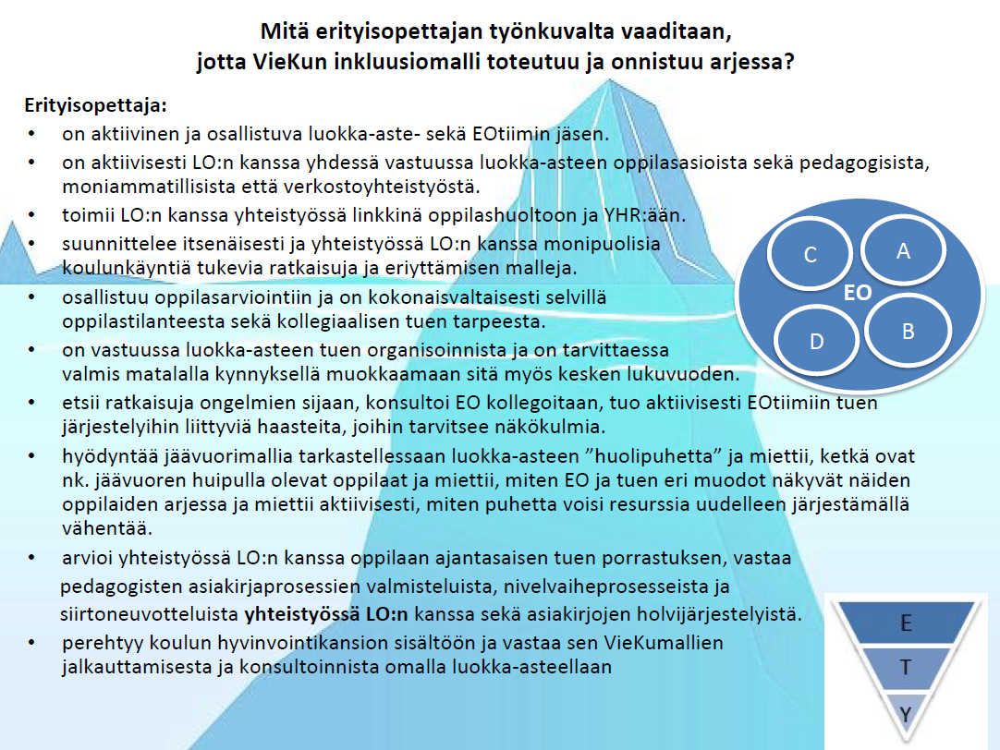 Mitä erityisopettajan työnkuvalta vaaditaan,
jotta VieKun inkluusiomalli toteutuu ja onnistuu arjessa?
Erityisopettaja:
• on aktiivinen ja osallistuva luokka-aste- sekä EOtiimin jäsen.
• on aktiivisesti LO:n kanssa yhdessä vastuussa luokka-asteen oppilasasioista sekä pedagogisista,
moniammatillisista että verkostoyhteistyöstä.
• toimii LO:n kanssa yhteistyössä linkkinä oppilashuoltoon ja YHR:ään.
• suunnittelee itsenäisesti ja yhteistyössä LO:n kanssa monipuolisia
koulunkäyntiä tukevia ratkaisuja ja eriyttämisen malleja.
• osallistuu oppilasarviointiin ja on kokonaisvaltaisesti selvillä
oppilastilanteesta sekä kollegiaalisen tuen tarpeesta.
• on vastuussa luokka-asteen tuen organisoinnista ja on tarvittaessa
valmis matalalla kynnyksellä muokkaamaan sitä myös kesken lukuvuoden.
• etsii ratkaisuja ongelmien sijaan, konsultoi EO kollegoitaan, tuo aktiivisesti EOtiimiin tuen
järjestelyihin liittyviä haasteita, joihin tarvitsee näkökulmia.
• hyödyntää jäävuorimallia tarkastellessaan luokka-asteen ”huolipuhetta” ja miettii, ketkä ovat
nk. jäävuoren huipulla olevat oppilaat ja miettii, miten EO ja tuen eri muodot näkyvät näiden
oppilaiden arjessa ja miettii aktiivisesti, miten puhetta voisi resurssia uudelleen järjestämällä
vähentää.
• arvioi yhteistyössä LO:n kanssa oppilaan ajantasaisen tuen porrastuksen, vastaa
pedagogisten asiakirjaprosessien valmisteluista, nivelvaiheprosesseista ja
siirtoneuvotteluista yhteistyössä LO:n kanssa sekä asiakirjojen holvijärjestelyistä.
• perehtyy koulun hyvinvointikansion sisältöön ja vastaa sen VieKumallien
jalkauttamisesta ja konsultoinnista omalla luokka-asteellaan
C
A
EO
D
B
E
T
Y